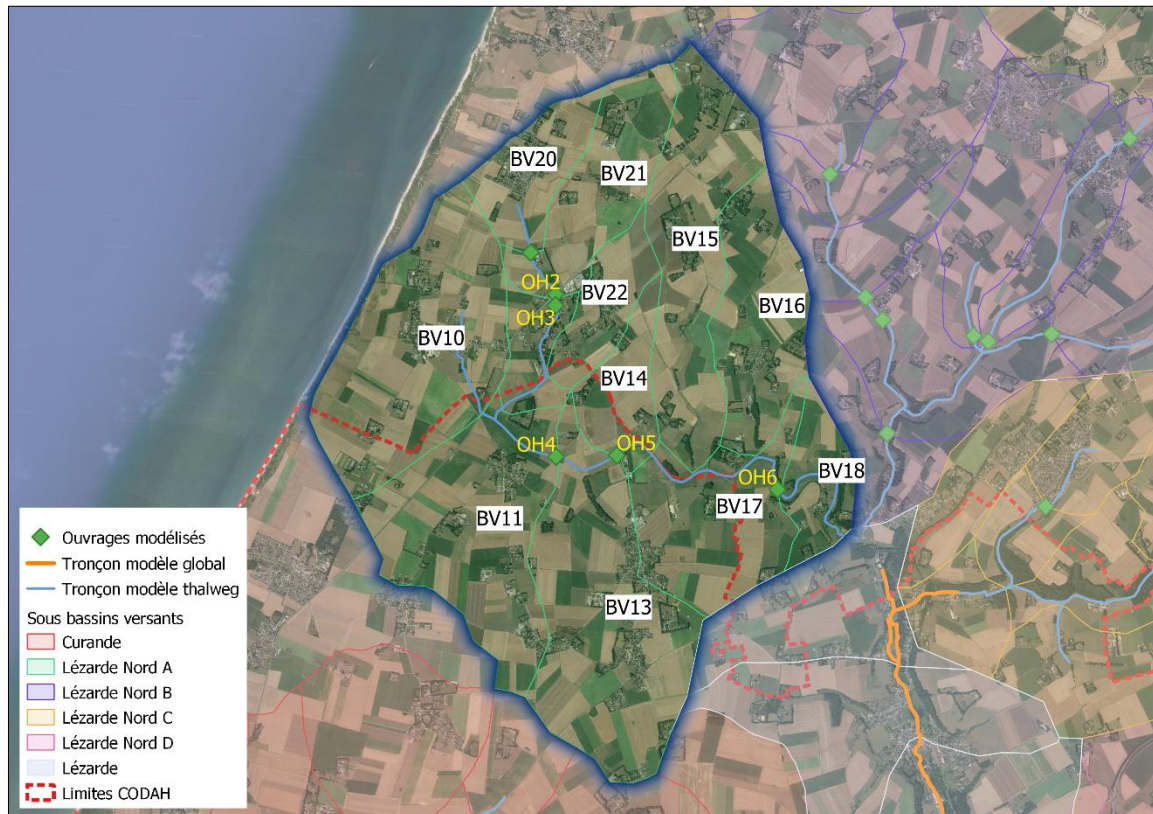 BV20
BV21
BV15
OH2
BV22
OH3
BV16
BV10
BV14
OH4
OH5
OH6
BV18
BV17
BV11
BV13
Ouvrages modélisés
Tronçon modèle global
Tronçon modèle thalweg
Sous bassins versants
Curande
Lézarde Nord A
Lézarde Nord B
Lézarde Nord C
Lézarde Nord D
Lézarde
Limites CODAH